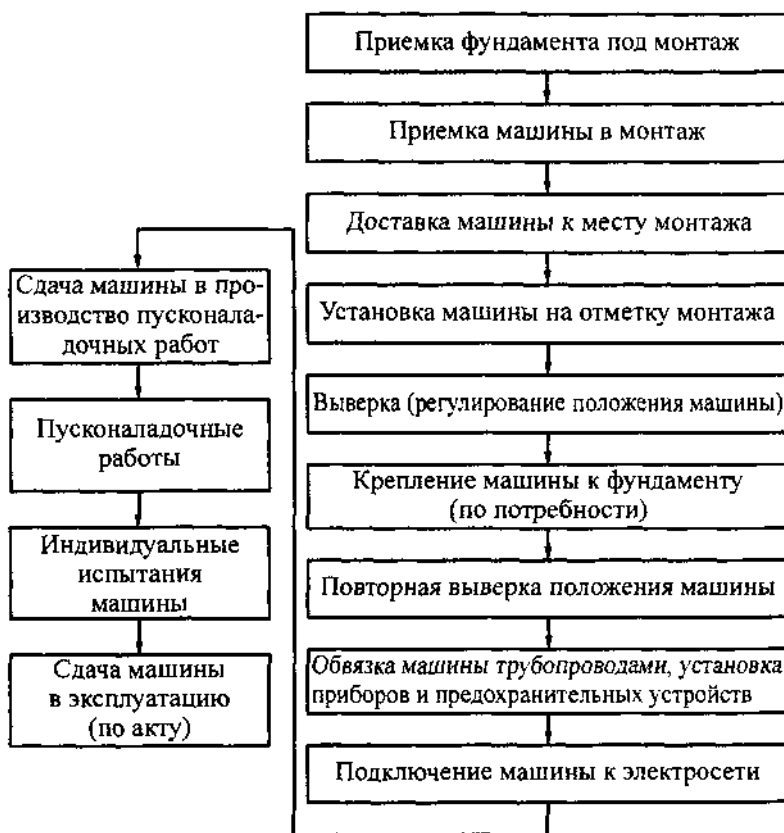 Приемка фундамента под монтаж
Приемка машины в монтаж
Доставка машины к месту монтажа
Установка машины на отметку монтажа
Выверка (регулирование положения машины)
Крепление машины к фундаменту
(по потребности)
Повторная выверка положения машины
Обвязка машины трубопроводами, установка
приборов и предохранительных устройств
Подключение машины к электросети
Сдача машины в про-
изводство пусконала-
дочных работ
Пусконаладочные
работы
Индивидуальные
испытания
машины
Сдача машины
в эксплуатацию
(по акту)